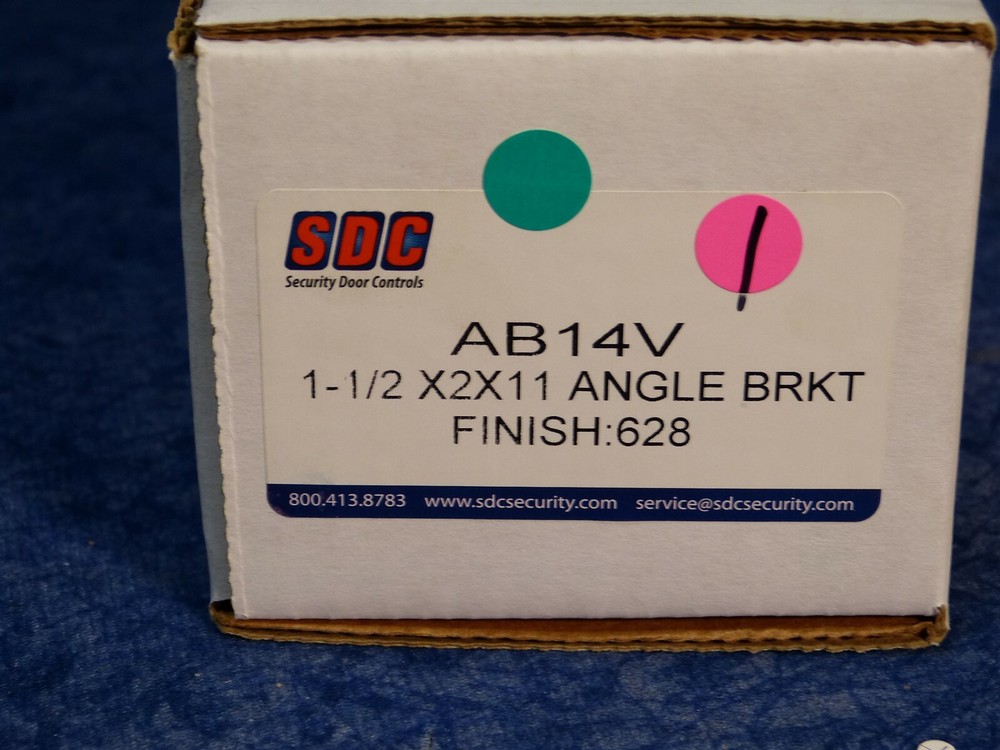 SDC
Security Door Controls
AB14V
1-1/2 X2X11 ANGLE BRKT
FINISH:628
800.413.8783 www.sdcsecurity.com service@sdcsecurity.com